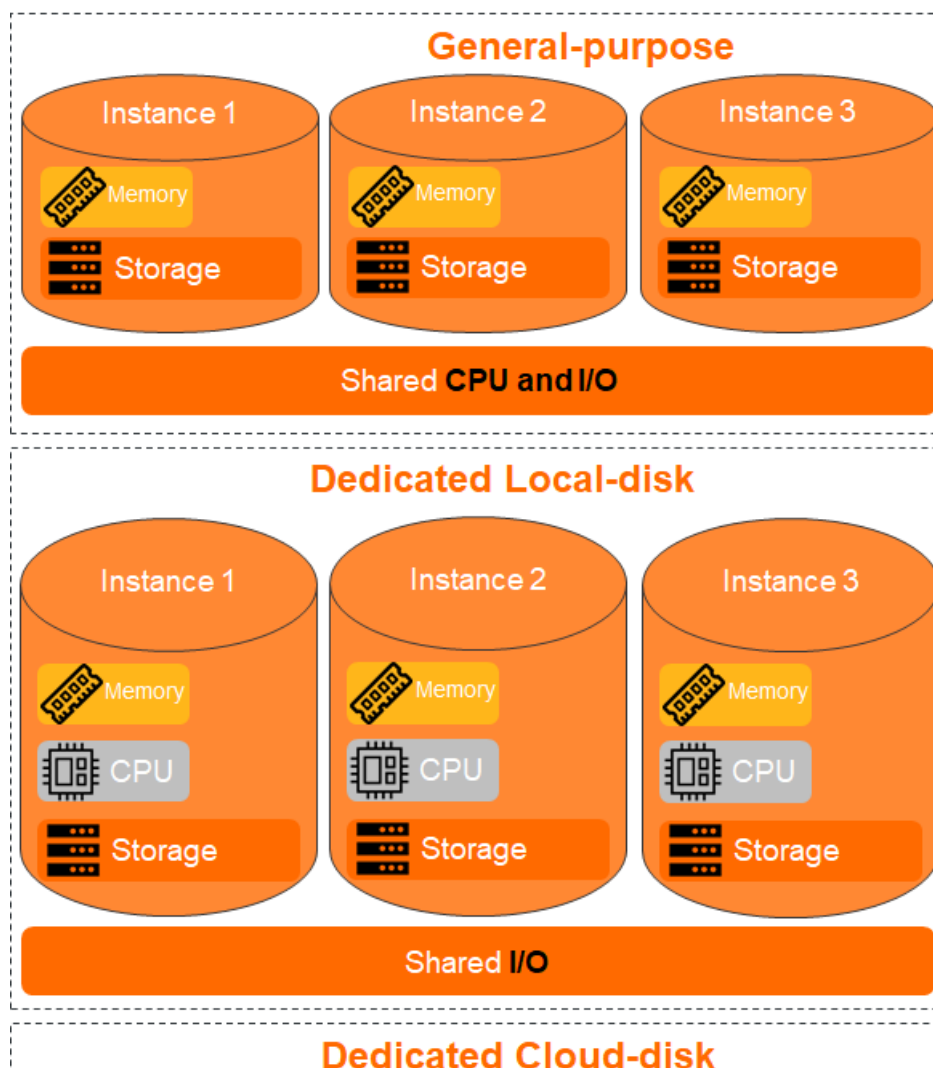 General-purpose
Instance 1
Instance 2
Instance 3
Memory
Memory
Memory
Storage
Storage
Storage
Shared CPU and I/O
Dedicated Local-disk
Instance 1
Instance 2
Instance 3
Memory
Memory
Memory
CPU
CPU
CPU
Storage
Storage
Storage
Shared I/O
Dedicated Cloud-disk